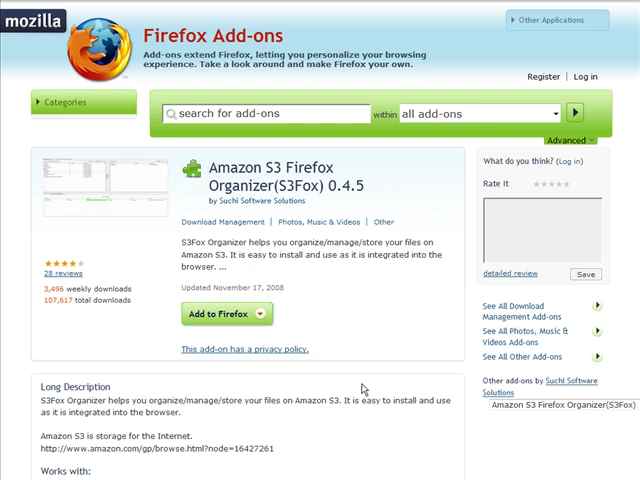 mozilla
Firefox Add-ons
Add-ons extend Firefox, letting you personalize your browsing
experience. Take a look around and make Firefox your own.
Other Applications
Register | Log in
Categories
search for add-ons within all add-ons
Advanced
Amazon S3 Firefox
Organizer(S3Fox) 0.4.5
by Suchi Software Solutions
Download Management | Photos, Music & Videos | Other
S3Fox Organizer helps you organize/manage/store your files on
Amazon S3. It is easy to install and use as it is integrated into the
browser. ...
Updated November 17, 2008
Add to Firefox
This add-on has a privacy policy.
28 reviews
3,496 weekly downloads
107,617 total downloads
What do you think? (Log in)
Rate It
detailed review Save
See All Download
Management Add-ons
See All Photos, Music &
Videos Add-ons
See All Other Add-ons
Other add-ons by Suchi Software
Solutions
Amazon S3 Firefox Organizer(S3Fox)
Long Description
S3Fox Organizer helps you organize/manage/store your files on Amazon S3. It is easy to install and use
as it is integrated into the browser.
Amazon S3 is storage for the Internet.
http://www.amazon.com/gp/browse.html?node=16427261
Works with: